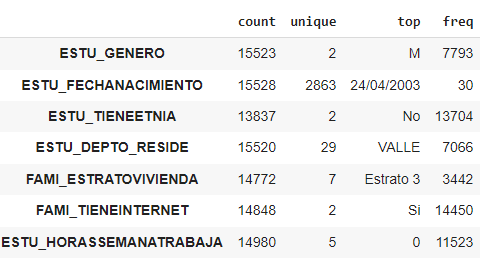 count unique top freq
ESTU_GENERO 15523 2 M 7793
ESTU_FECHANACIMIENTO 15528 2863 24/04/2003 30
ESTU_TIENEETNIA 13837 2 No 13704
ESTU_DEPTO_RESIDE 15520 29 VALLE 7066
FAMI_ESTRATOVIVIENDA 14772 7 Estrato 3 3442
FAMI_TIENEINTERNET 14848 2 Si 14450
ESTU_HORASSEMANATRABAJA 14980 5 0 11523